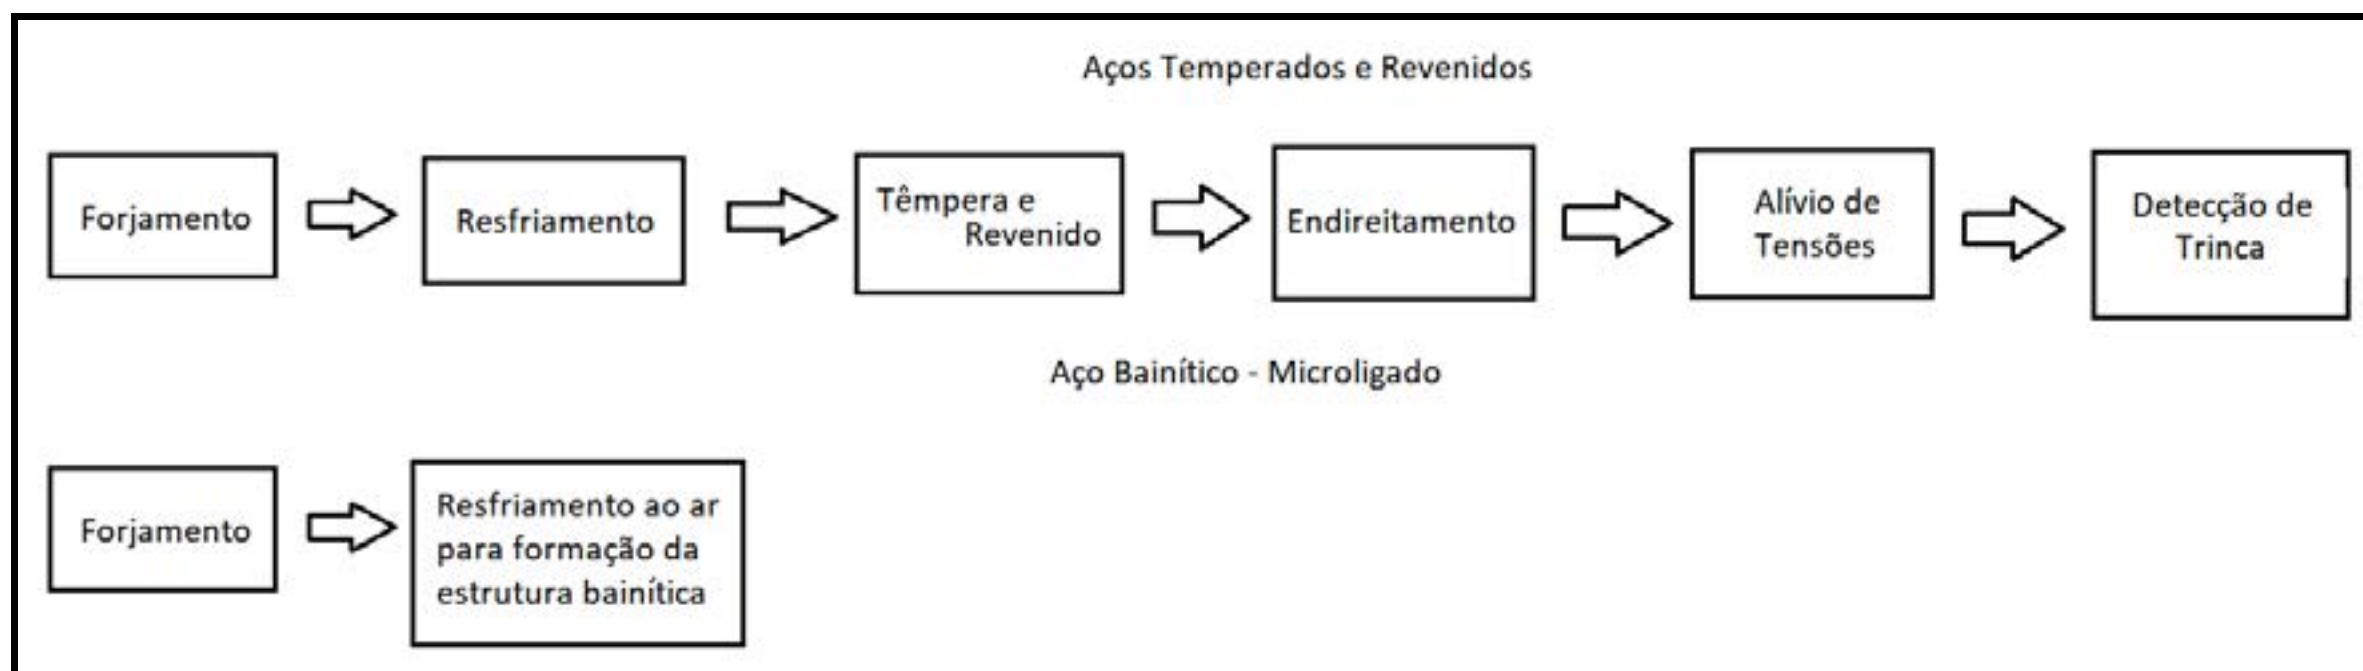 Aços Temperados e Revenidos
Forjamento
Resfriamento
Têmpera e
Revenido
Endireitamento
Alívio de
Tensões
Detecção de
Trinca
Aço Bainítico - Microligado
Forjamento
Resfriamento ao ar
para formação da
estrutura bainítica